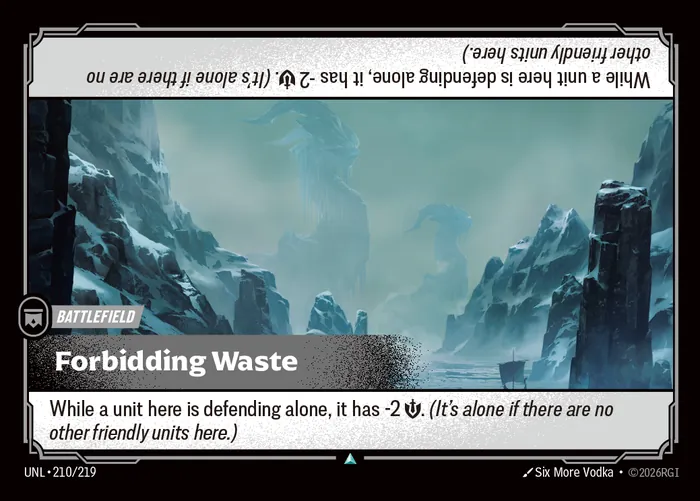 While a unit here is defending alone, it has -2. (It's alone if there are no
other friendly units here.)
BATTLEFIELD
Forbidding Waste
While a unit here is defending alone, it has -2. (It's alone if there are no
other friendly units here.)
UNL • 210/219
Six More Vodka • ©2026RGI